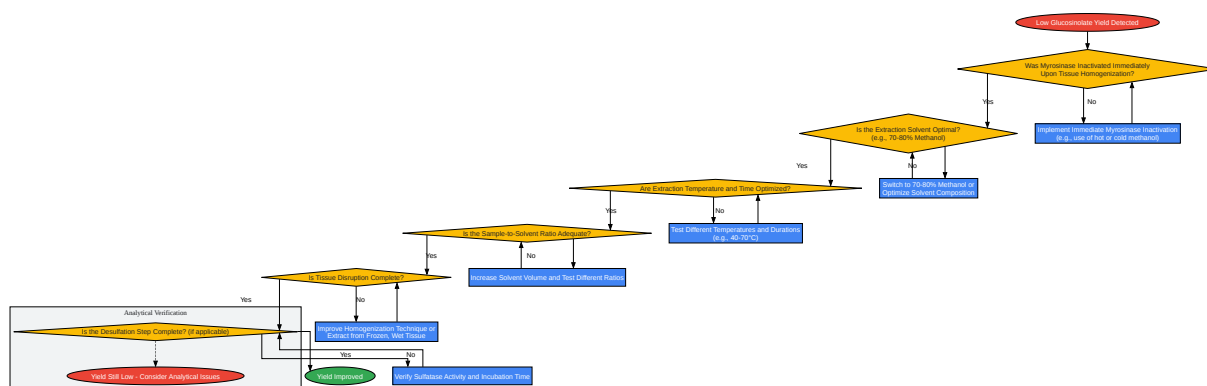 Low Glucosinolate Yield Detected
Was Myrosinase Inactivated Immediately
Upon Tissue Homogenization?
Yes
No
Implement Immediate Myrosinase Inactivation
(e.g., use of hot or cold methanol)
Is the Extraction Solvent Optimal?
(e.g., 70-80% Methanol)
Yes
No
Switch to 70-80% Methanol or
Optimize Solvent Composition
Are Extraction Temperature and Time Optimized?
Yes
No
Test Different Temperatures and Durations
(e.g., 40-70°C)
Is the Sample-to-Solvent Ratio Adequate?
Yes
No
Increase Solvent Volume and Test Different Ratios
Is Tissue Disruption Complete?
Yes
No
Improve Homogenization Technique or
Extract from Frozen, Wet Tissue
Analytical Verification
Is the Desulfation Step Complete? (if applicable)
Yes
No
Yield Still Low - Consider Analytical Issues
Yield Improved
Verify Sulfatase Activity and Incubation Time